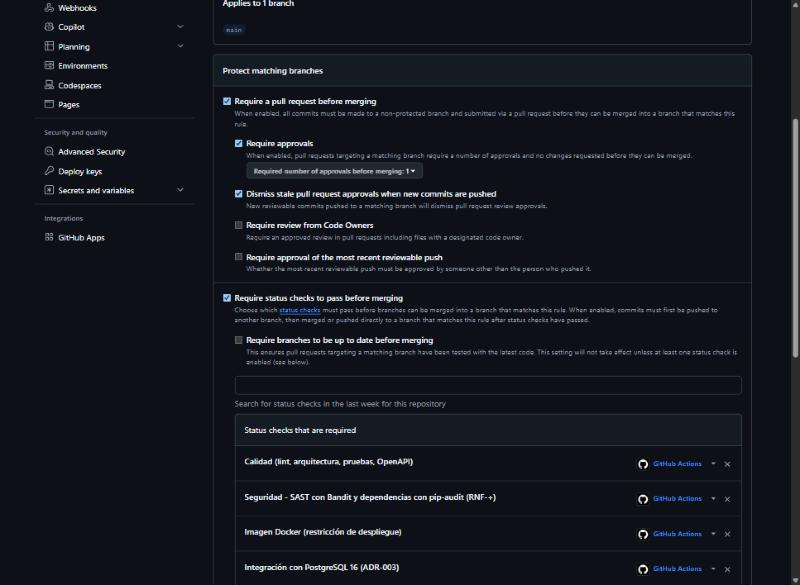 Webhooks
Copilot
Planning
Environments
Codespaces
Pages
Security and quality
Advanced Security
Deploy keys
Secrets and variables
Integrations
GitHub Apps
Applies to 1 branch
main
Protect matching branches
Require a pull request before merging
When enabled, all commits must be made to a non-protected branch and submitted via a pull request before they can be merged into a branch that matches this
rule.
Require approvals
When enabled, pull requests targeting a matching branch require a number of approvals and no changes requested before they can be merged.
Required number of approvals before merging: 1
Dismiss stale pull request approvals when new commits are pushed
New reviewable commits pushed to a matching branch will dismiss pull request review approvals.
Require review from Code Owners
Require an approved review in pull requests including files with a designated code owner.
Require approval of the most recent reviewable push
Whether the most recent reviewable push must be approved by someone other than the person who pushed it.
Require status checks to pass before merging
Choose which status checks must pass before branches can be merged into a branch that matches this rule. When enabled, commits must first be pushed to
another branch, then merged or pushed directly to a branch that matches this rule after status checks have passed.
Require branches to be up to date before merging
This ensures pull requests targeting a matching branch have been tested with the latest code. This setting will not take effect unless at least one status check is
enabled (see below).
Search for status checks in the last week for this repository
Status checks that are required
Calidad (lint, arquitectura, pruebas, OpenAPI)
GitHub Actions
Seguridad - SAST con Bandit y dependencias con pip-audit
GitHub Actions
Imagen Docker (restricción de despliegue)
GitHub Actions
Integración con PostgreSQL 16 (ADR-003)
GitHub Actions